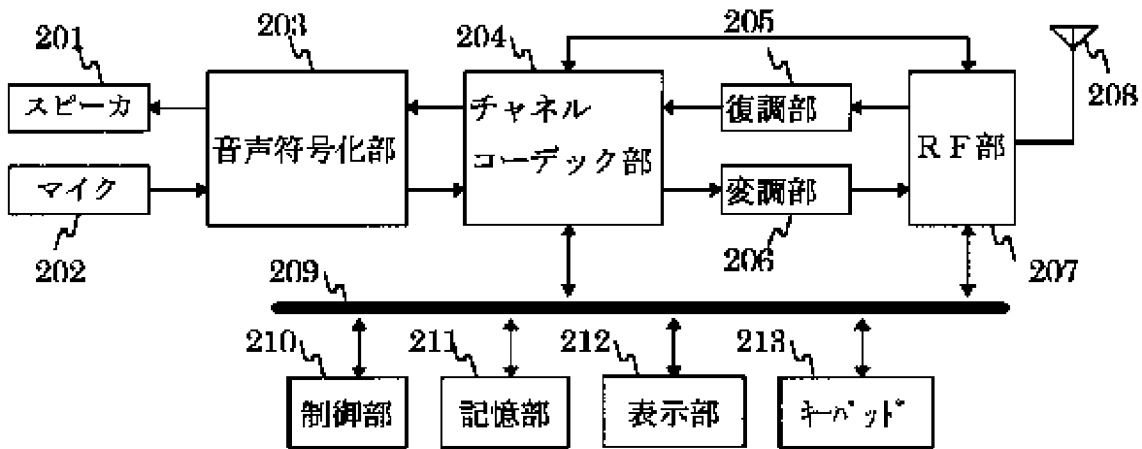 201
203
204
205
208
スピーカ
音声符号化部
チャネル
コーデック部
復調部
RF部
マイク
変調部
202
206
207
209
210
211
212
213
制御部
記憶部
表示部
ｷｰﾊﾟｯﾄﾞ